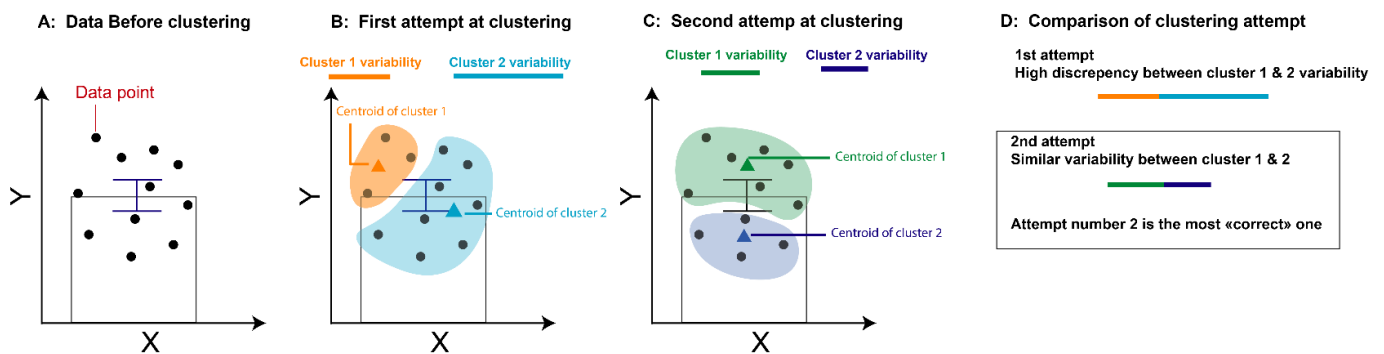 A: Data Before clustering
Data point
Y
X
B: First attempt at clustering
Cluster 1 variability
Cluster 2 variability
Centroid of cluster 1
Centroid of cluster 2
Y
X
C: Second attemp at clustering
Cluster 1 variability
Cluster 2 variability
Centroid of cluster 1
Centroid of cluster 2
Y
X
D: Comparison of clustering attempt
1st attempt
High discrepency between cluster 1 & 2 variability
2nd attempt
Similar variability between cluster 1 & 2
Attempt number 2 is the most «correct» one